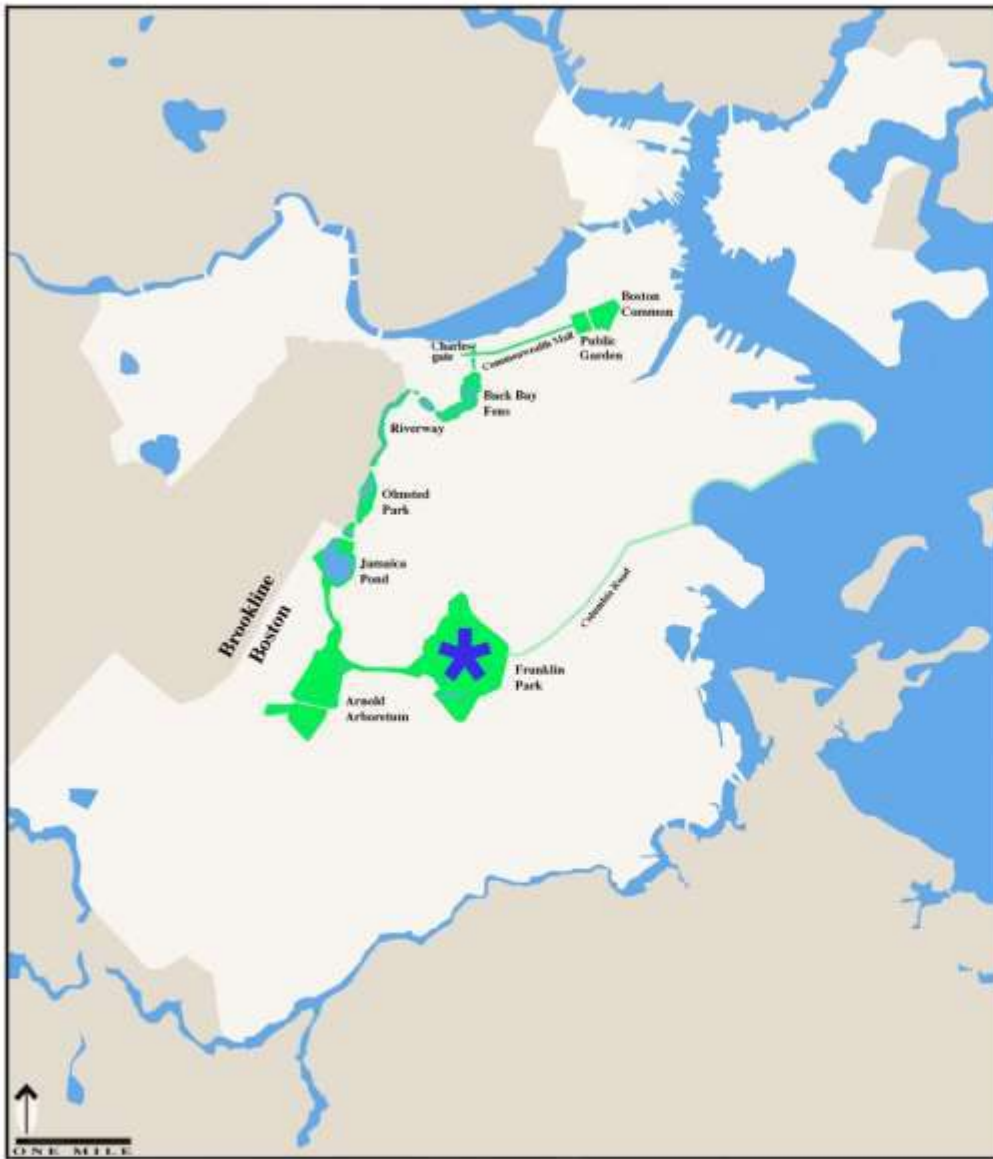 Boston
Common
Charles-
gate
Commonwealth Mall
Public
Garden
Back Bay
Fens
Riverway
Olmsted
Park
Jamaica
Pond
Brookline
Boston
Columbia Road
Franklin
Park
Arnold
Arboretum
ONE MILE